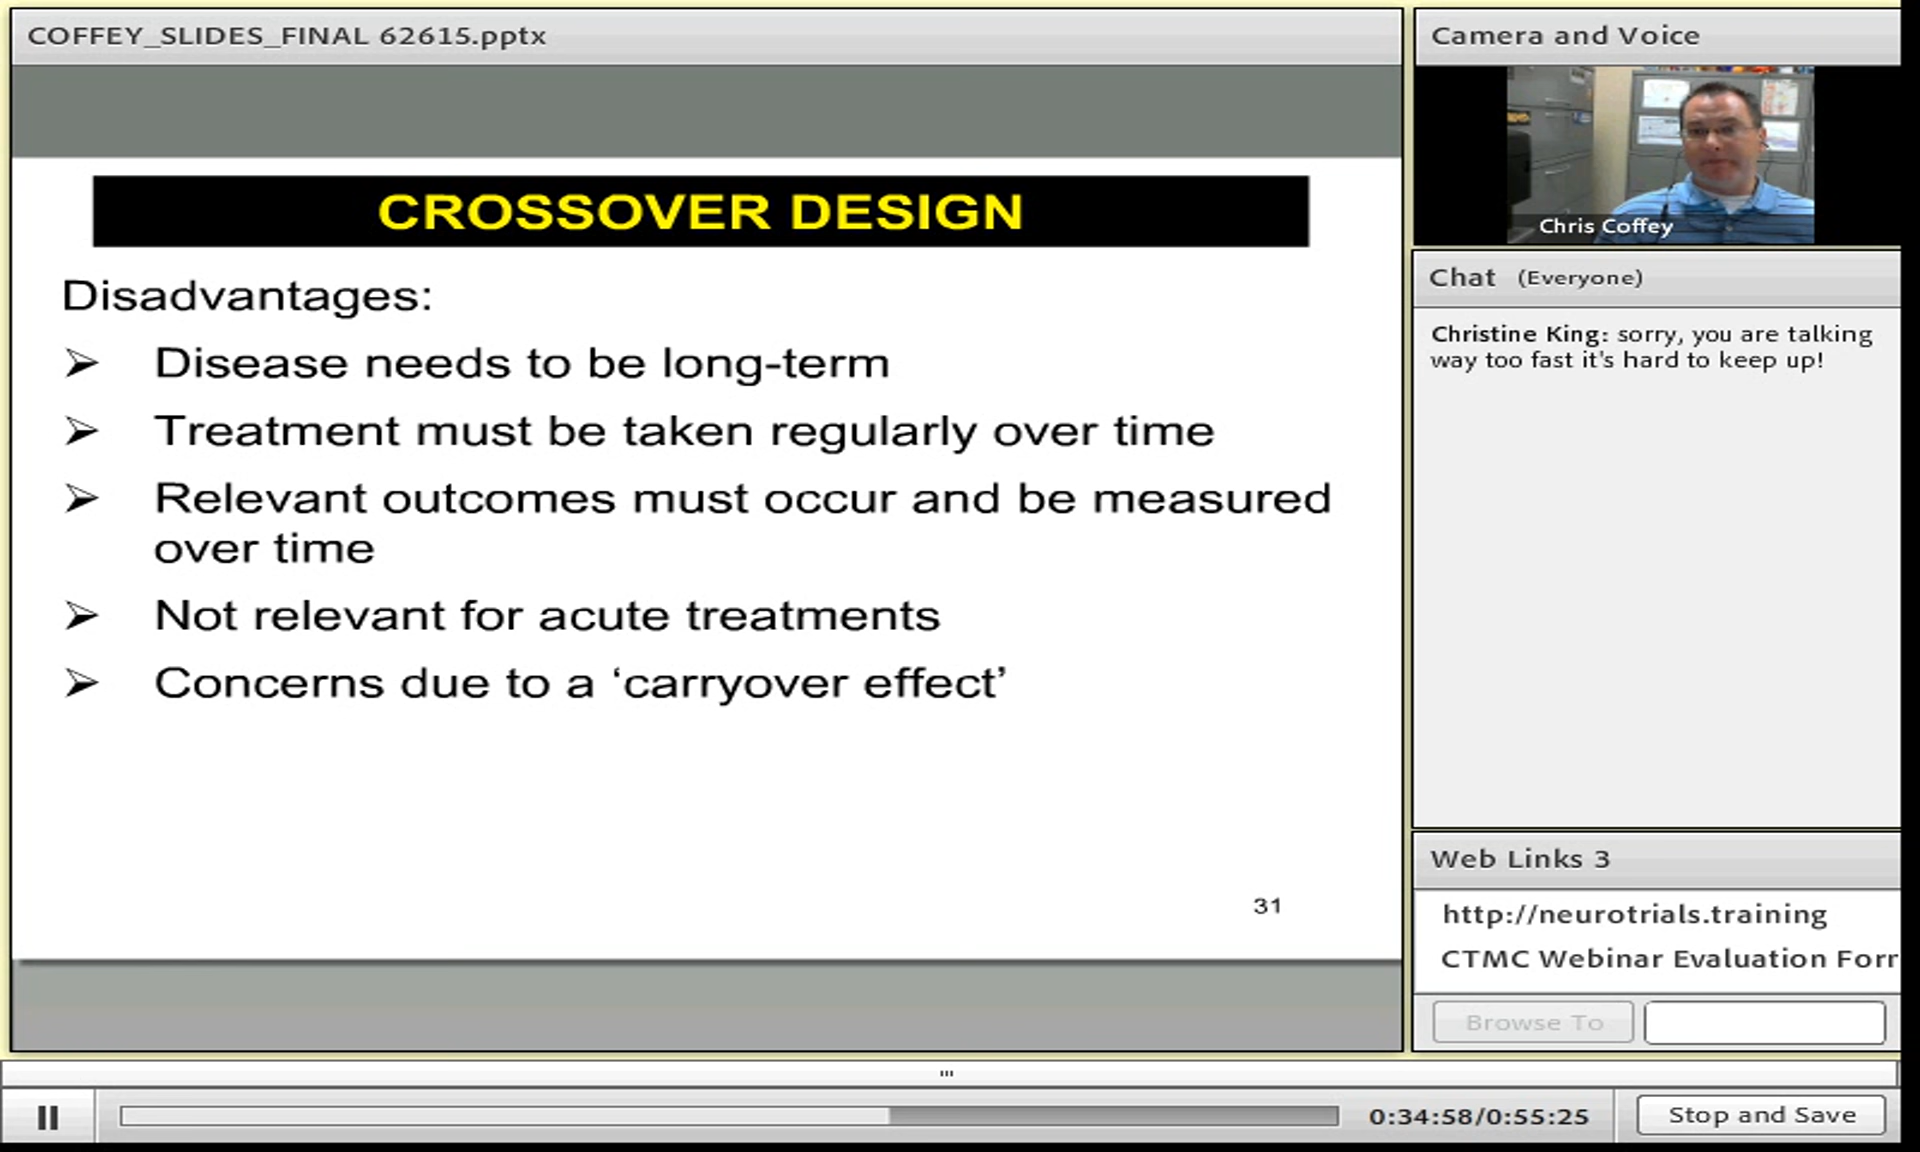 COFFEY_SLIDES_FINAL 62615.pptx
CROSSOVER DESIGN
Disadvantages:
➢ Disease needs to be long-term
➢ Treatment must be taken regularly over time
➢ Relevant outcomes must occur and be measured
over time
➢ Not relevant for acute treatments
➢ Concerns due to a ‘carryover effect’
31
Camera and Voice
Chris Coffey
Chat (Everyone)
Christine King: sorry, you are talking
way too fast it's hard to keep up!
Web Links 3
http://neurotrials.training
CTMC Webinar Evaluation Forr
Browse To
0:34:58/0:55:25
Stop and Save